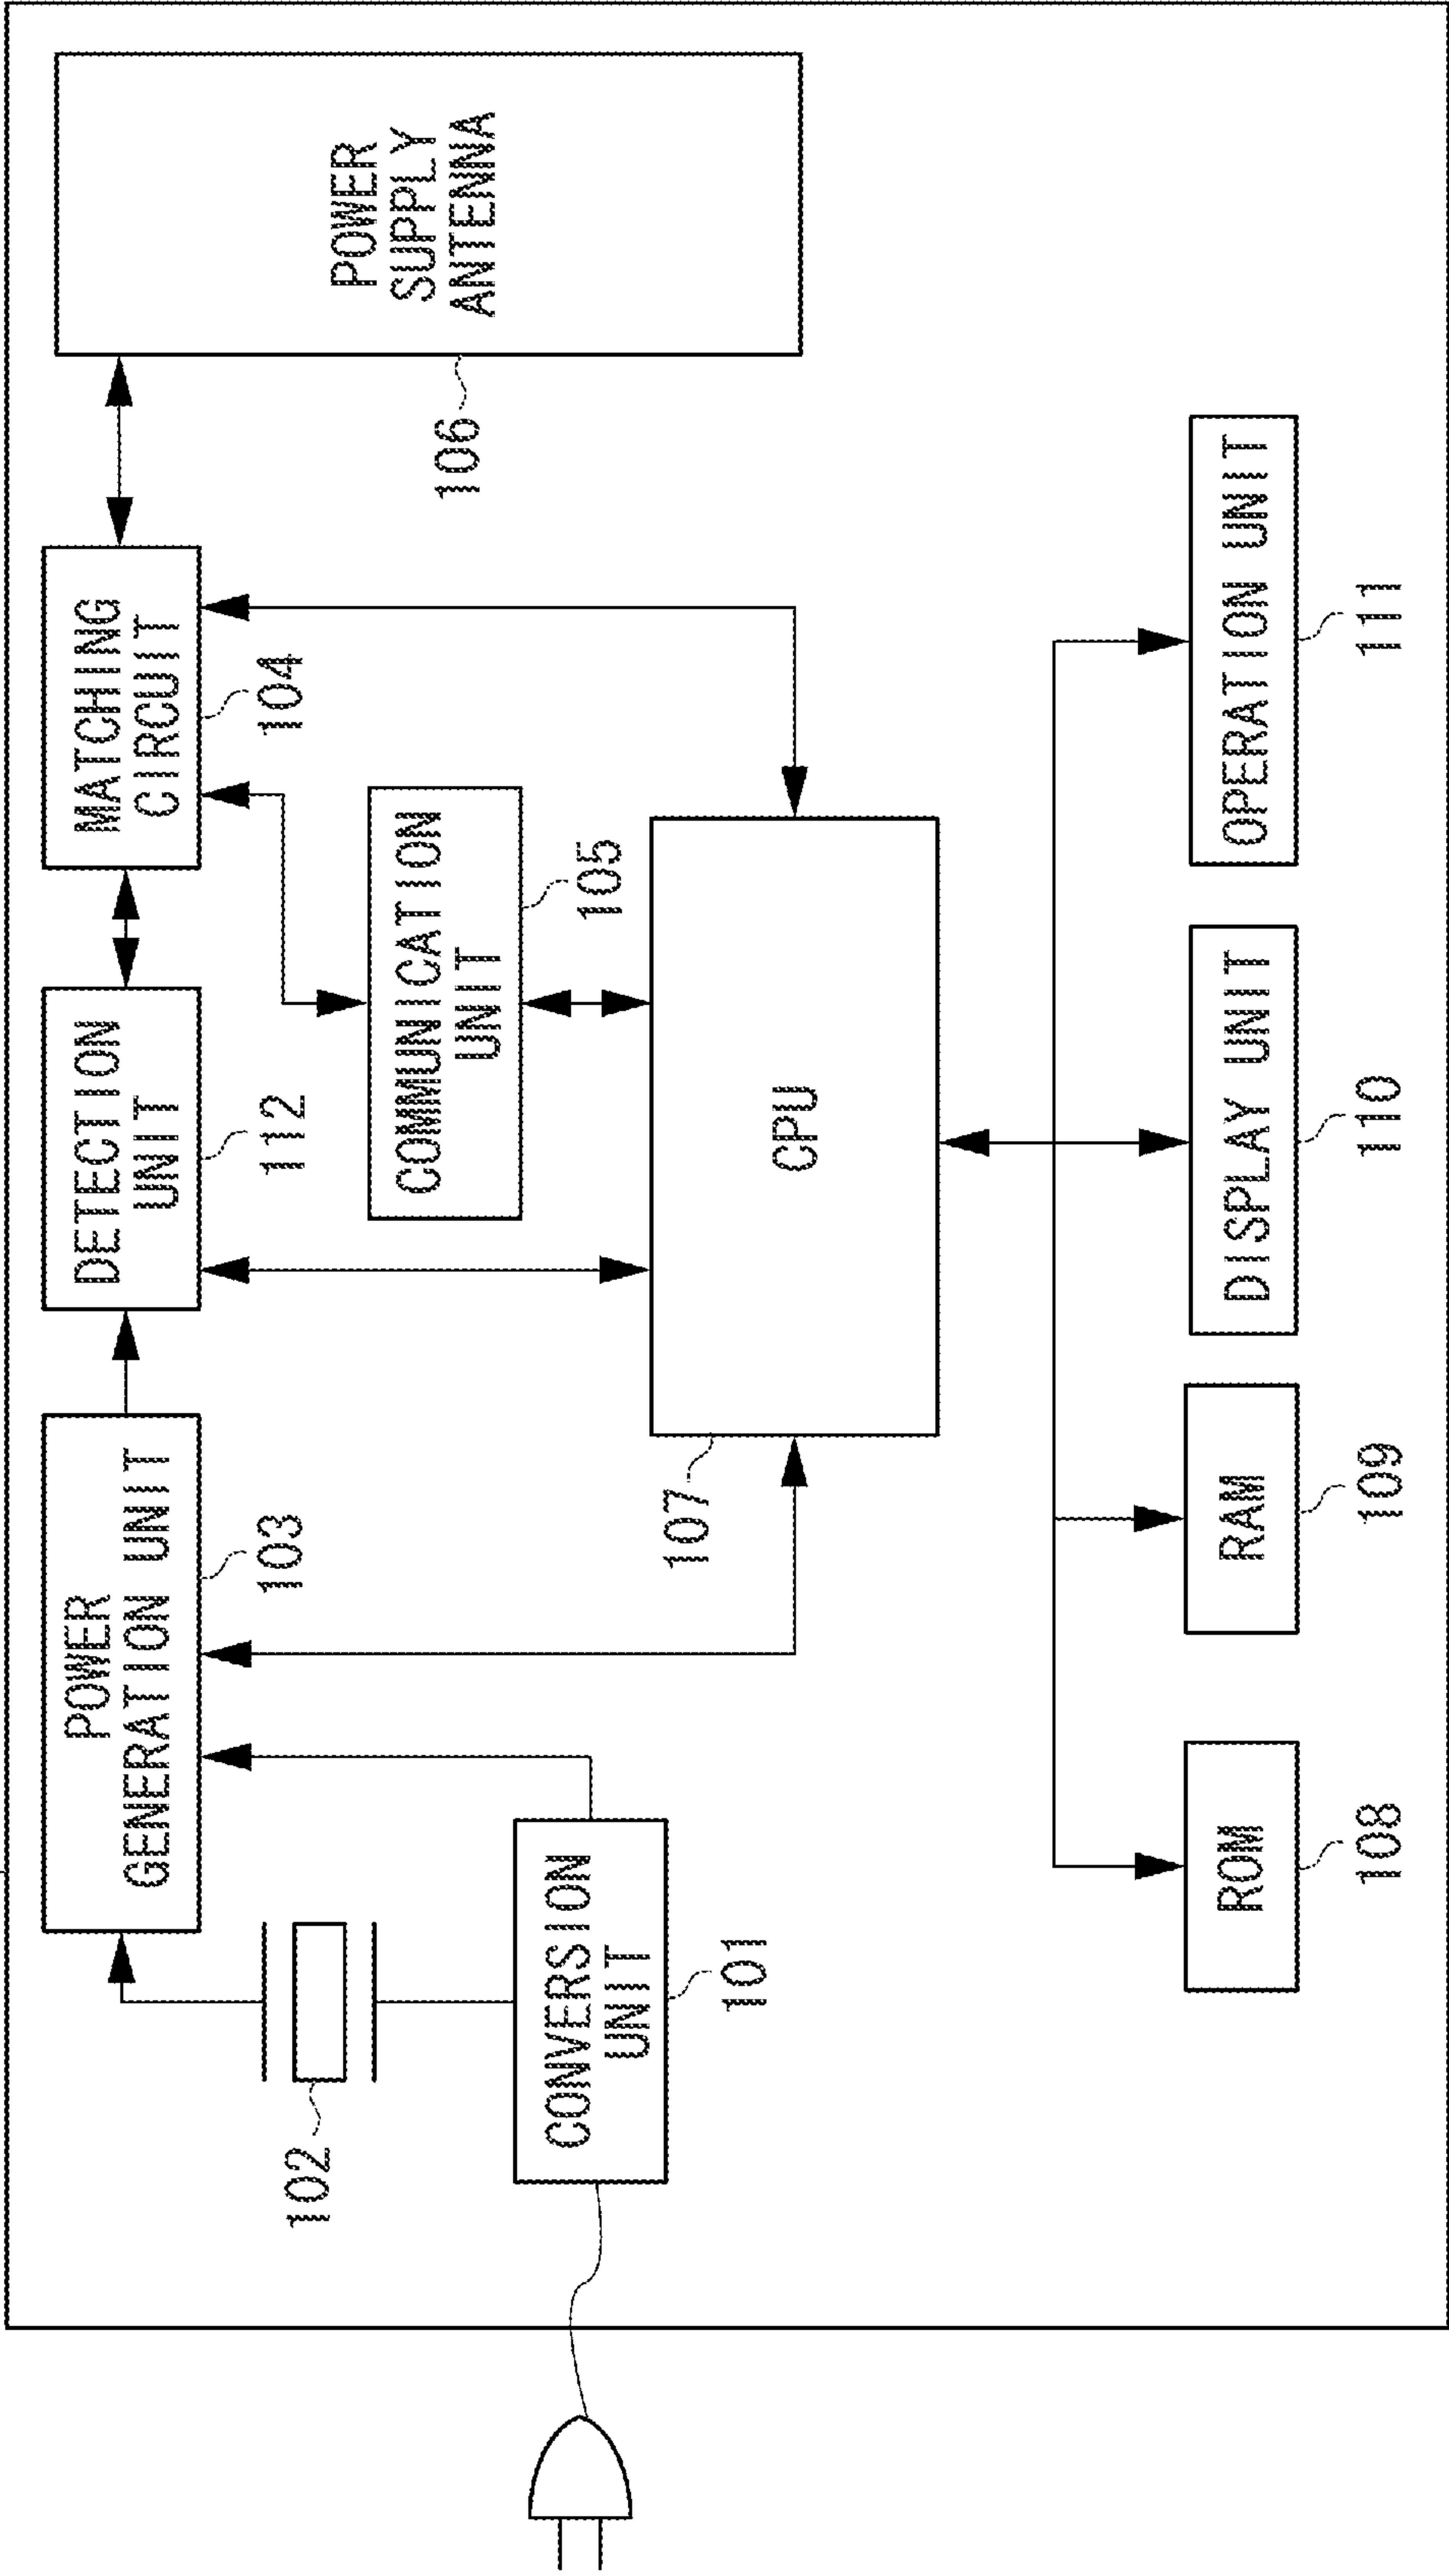 POWER
GENERATION UNIT
103
DETECTION
UNIT
112
MATCHING
CIRCUIT
104
POWER
SUPPLY
ANTENNA
106
102
COMMUNICATION
UNIT
105
CONVERSION
UNIT
101
107
CPU
ROM
108
RAM
109
DISPLAY UNIT
110
OPERATION UNIT
111